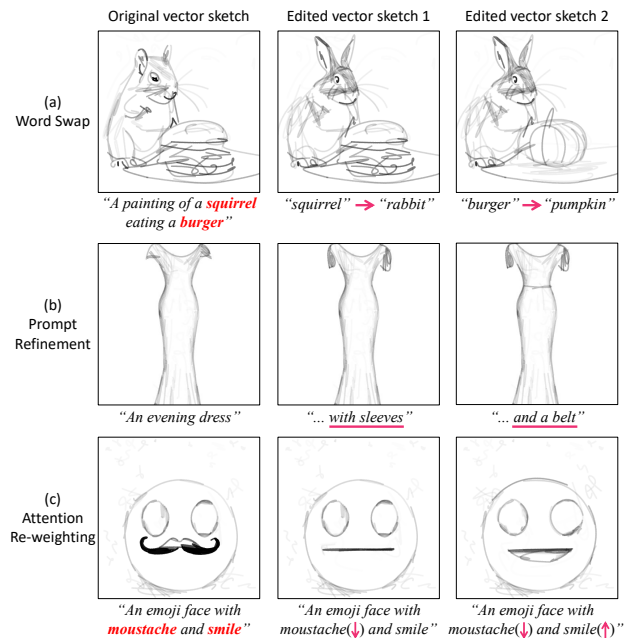 Original vector sketch
Edited vector sketch 1
Edited vector sketch 2
(a)
Word Swap
“A painting of a squirrel
eating a burger”
“squirrel” → “rabbit”
“burger” → “pumpkin”
(b)
Prompt
Refinement
“An evening dress”
“... with sleeves”
“... and a belt”
(c)
Attention
Re-weighting
“An emoji face with
moustache and smile”
“An emoji face with
moustache(↓) and smile”
“An emoji face with
moustache(↓) and smile(↑)”